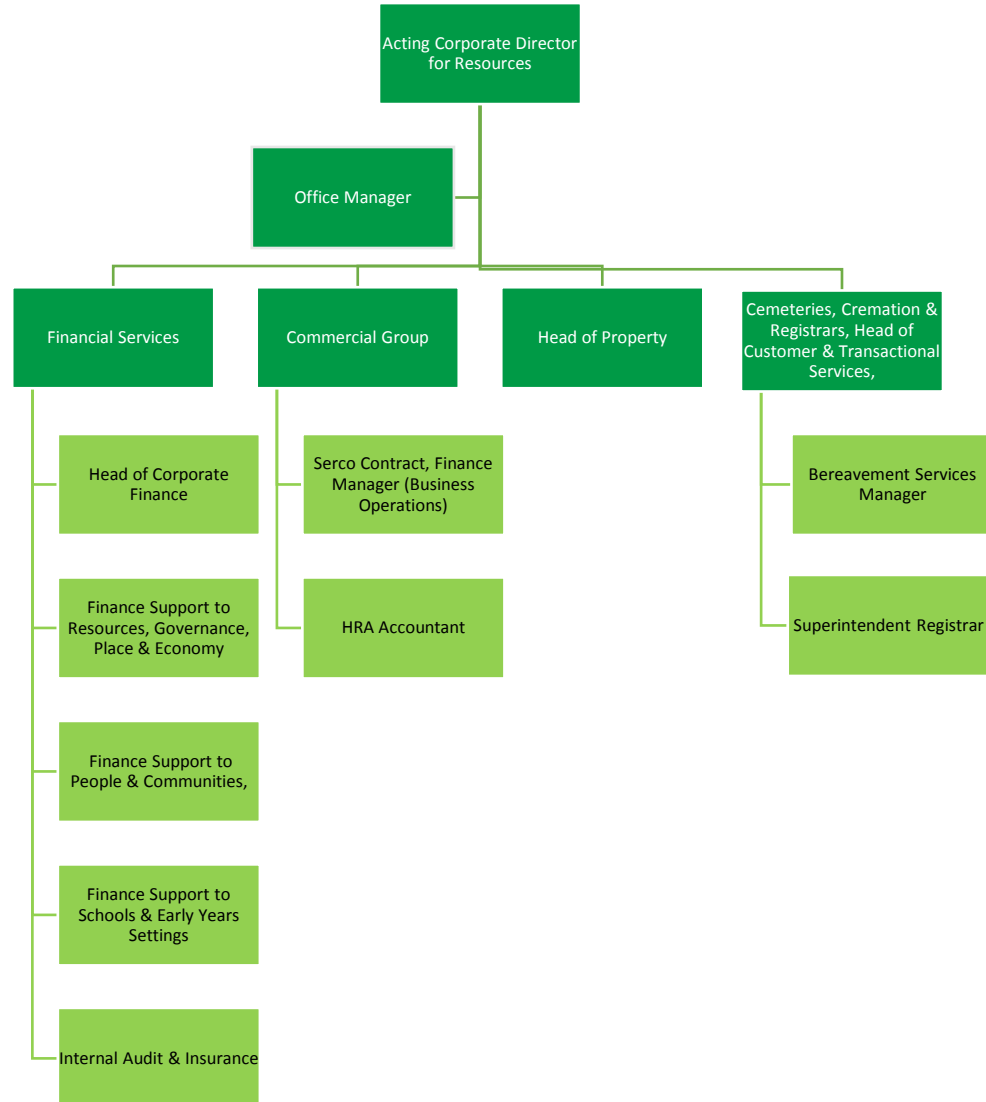 Acting Corporate Director
for Resources
Office Manager
Financial Services
Commercial Group
Head of Property
Cemeteries, Cremation &
Registrars, Head of
Customer & Transactional
Services,
Head of Corporate
Finance
Serco Contract, Finance
Manager (Business
Operations)
Bereavement Services
Manager
Finance Support to
Resources, Governance,
Place & Economy
HRA Accountant
Superintendent Registrar
Finance Support to
People & Communities,
Finance Support to
Schools & Early Years
Settings
Internal Audit & Insurance